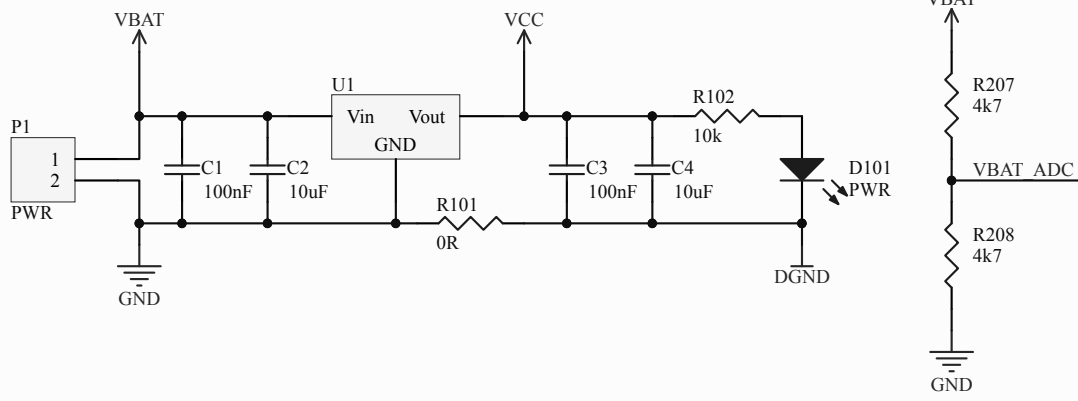 VBAT
VCC
VBAT
P1
1
2
PWR
C1
100nF
C2
10uF
U1
Vin
Vout
GND
R101
0R
C3
100nF
C4
10uF
R102
10k
D101
PWR
GND
DGND
R207
4k7
VBAT_ADC
R208
4k7
GND